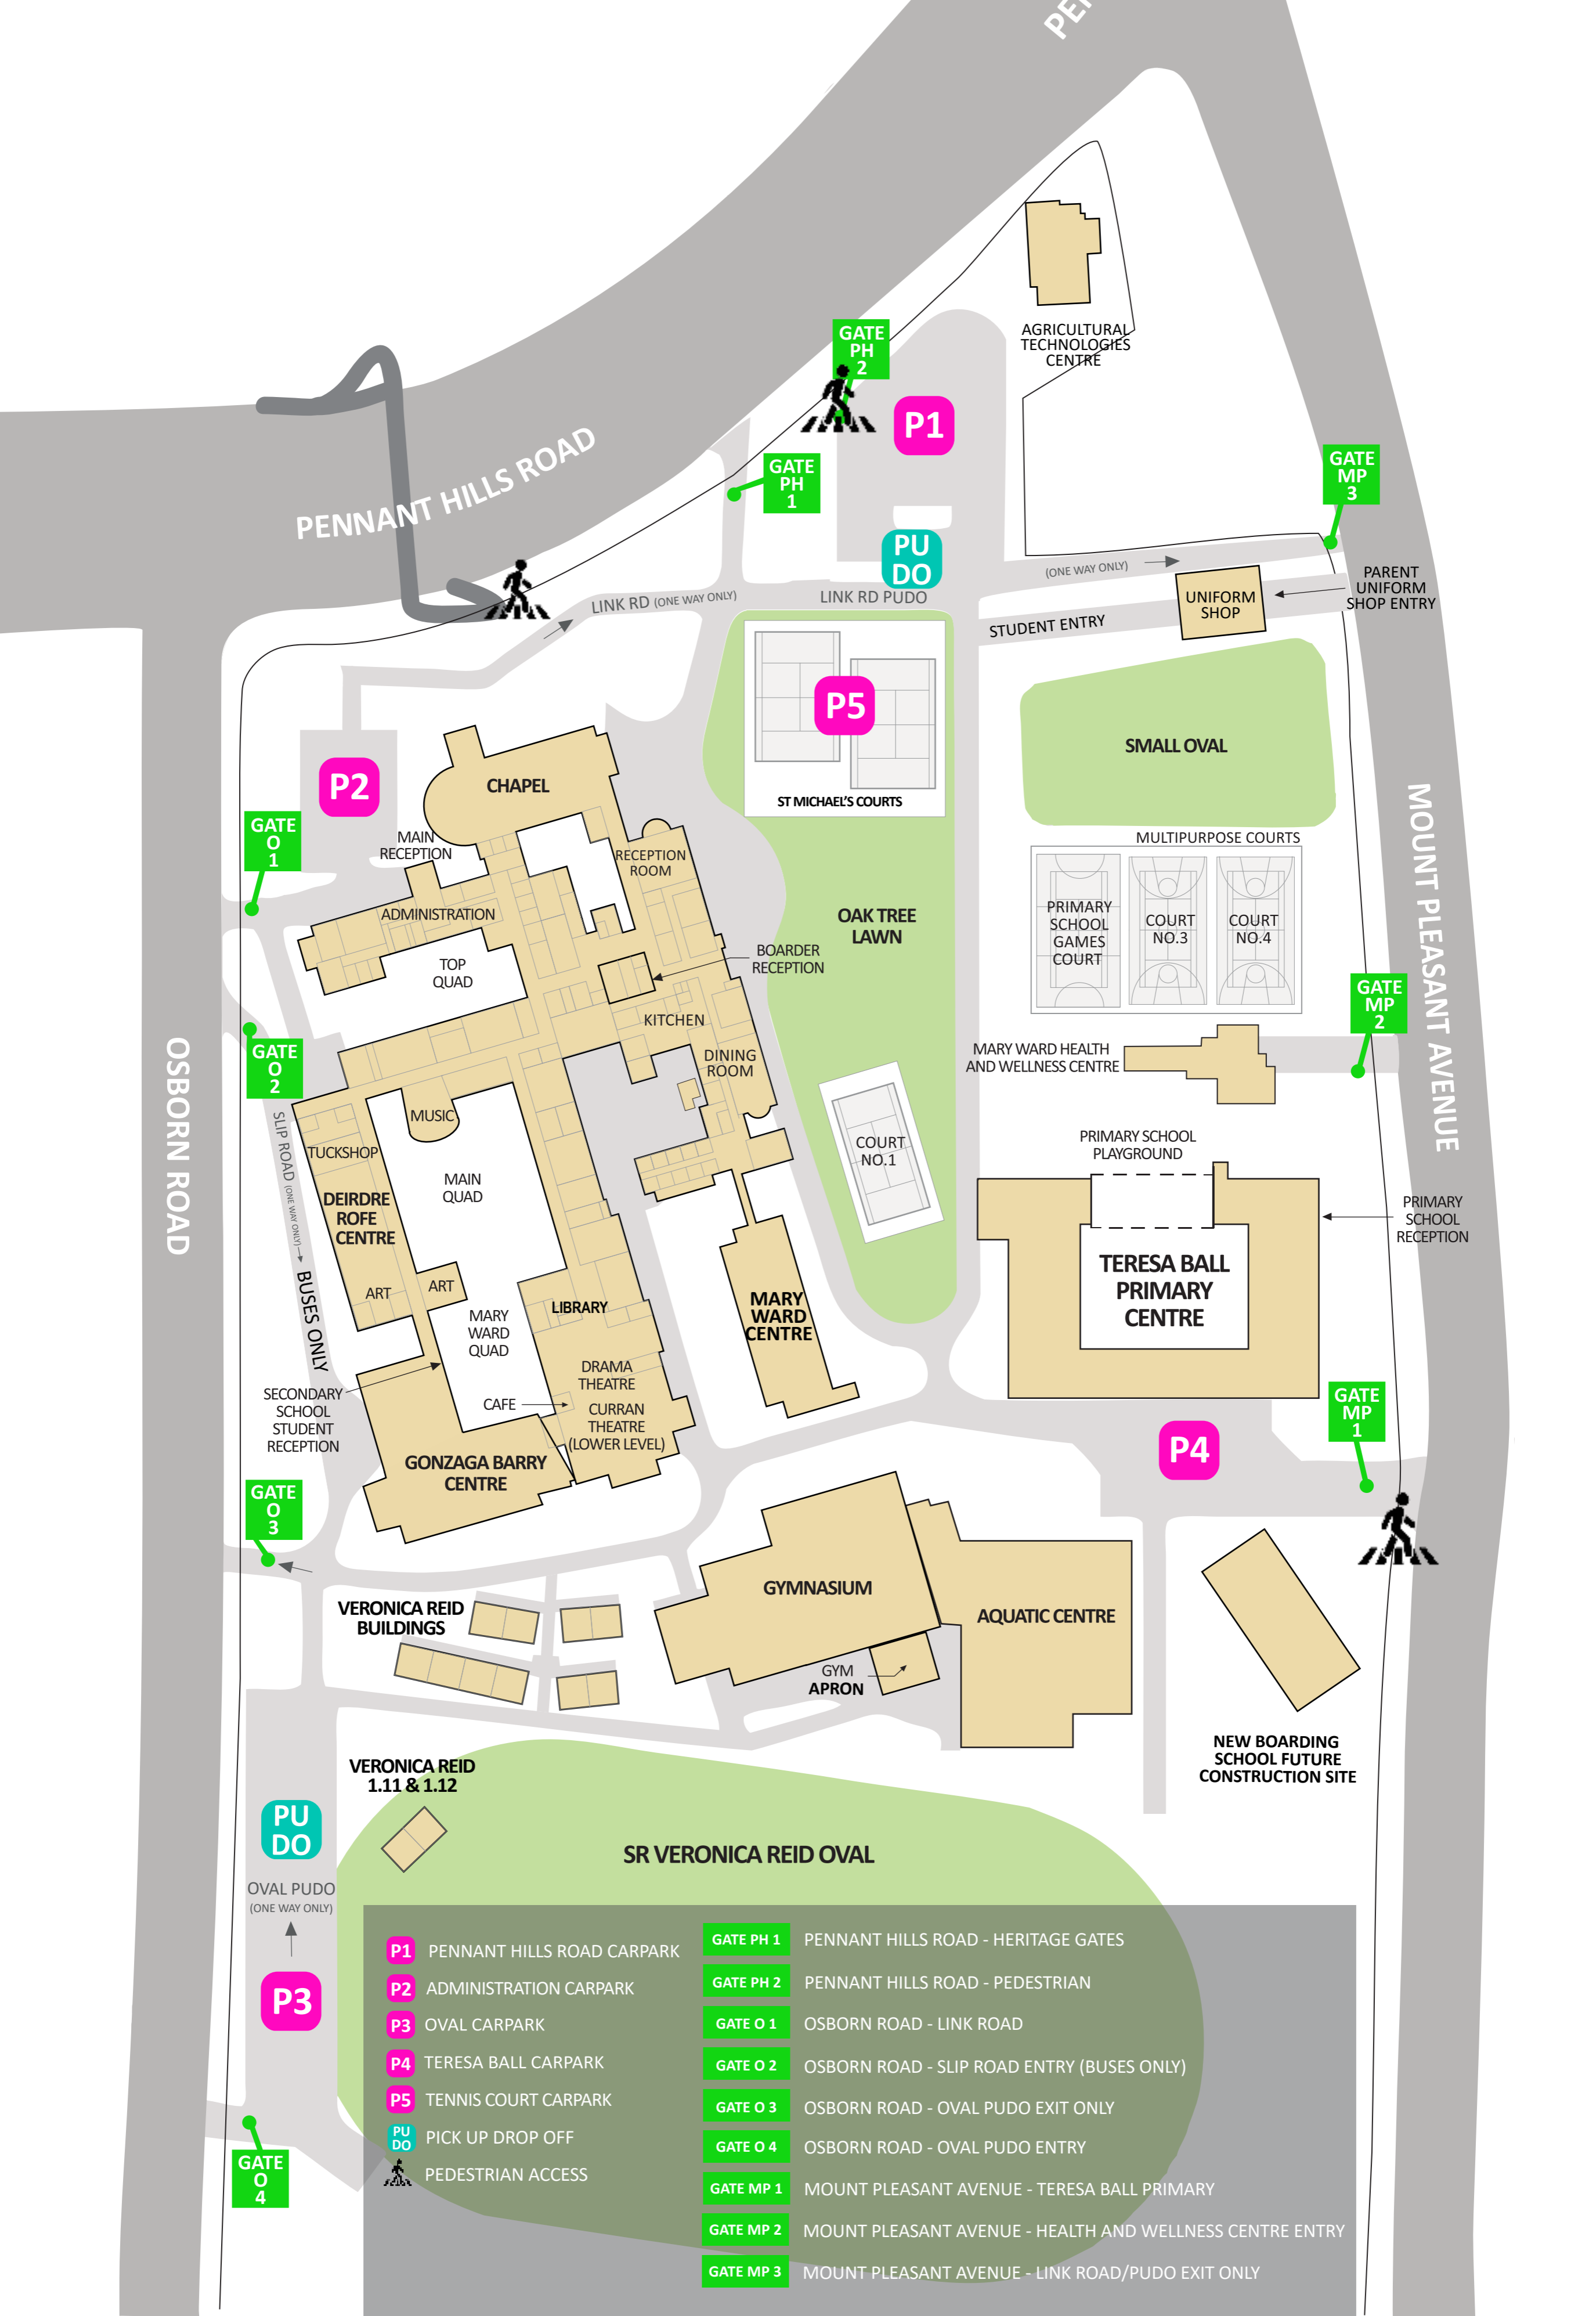 PEN
AGRICULTURAL
TECHNOLOGIES
CENTRE
GATE
PH
2
P1
PENNANT HILLS ROAD
GATE
PH
1
GATE
MP
3
PU
DO
(ONE WAY ONLY)
LINK RD (ONE WAY ONLY)
LINK RD PUDO
UNIFORM
SHOP
PARENT
UNIFORM
SHOP ENTRY
STUDENT ENTRY
P5
ST MICHAEL'S COURTS
SMALL OVAL
P2
CHAPEL
GATE
O
1
MAIN
RECEPTION
RECEPTION
ROOM
MULTIPURPOSE COURTS
ADMINISTRATION
OAK TREE
LAWN
PRIMARY
SCHOOL
GAMES
COURT
COURT
NO.3
COURT
NO.4
MOUNT PLEASANT AVENUE
TOP
QUAD
BOARDER
RECEPTION
KITCHEN
GATE
MP
2
OSBORN ROAD
GATE
O
2
DINING
ROOM
MARY WARD HEALTH
AND WELLNESS CENTRE
SLIP ROAD (ONE WAY ONLY)
BUSES ONLY
MUSIC
TUCKSHOP
COURT
NO.1
PRIMARY SCHOOL
PLAYGROUND
MAIN
QUAD
DEIRDRE
ROFE
CENTRE
PRIMARY
SCHOOL
RECEPTION
TERESA BALL
PRIMARY
CENTRE
ART
ART
LIBRARY
MARY
WARD
CENTRE
MARY
WARD
QUAD
DRAMA
THEATRE
SECONDARY
SCHOOL
STUDENT
RECEPTION
CAFE
CURRAN
THEATRE
(LOWER LEVEL)
GATE
MP
1
P4
GONZAGA BARRY
CENTRE
GATE
O
3
GYMNASIUM
VERONICA REID
BUILDINGS
AQUATIC CENTRE
GYM
APRON
NEW BOARDING
SCHOOL FUTURE
CONSTRUCTION SITE
VERONICA REID
1.11 & 1.12
PU
DO
SR VERONICA REID OVAL
OVAL PUDO
(ONE WAY ONLY)
P3
GATE
O
4
P1 PENNANT HILLS ROAD CARPARK
P2 ADMINISTRATION CARPARK
P3 OVAL CARPARK
P4 TERESA BALL CARPARK
P5 TENNIS COURT CARPARK
PU
DO PICK UP DROP OFF
PEDESTRIAN ACCESS
GATE PH 1 PENNANT HILLS ROAD - HERITAGE GATES
GATE PH 2 PENNANT HILLS ROAD - PEDESTRIAN
GATE O 1 OSBORN ROAD - LINK ROAD
GATE O 2 OSBORN ROAD - SLIP ROAD ENTRY (BUSES ONLY)
GATE O 3 OSBORN ROAD - OVAL PUDO EXIT ONLY
GATE O 4 OSBORN ROAD - OVAL PUDO ENTRY
GATE MP 1 MOUNT PLEASANT AVENUE - TERESA BALL PRIMARY
GATE MP 2 MOUNT PLEASANT AVENUE - HEALTH AND WELLNESS CENTRE ENTRY
GATE MP 3 MOUNT PLEASANT AVENUE - LINK ROAD/PUDO EXIT ONLY